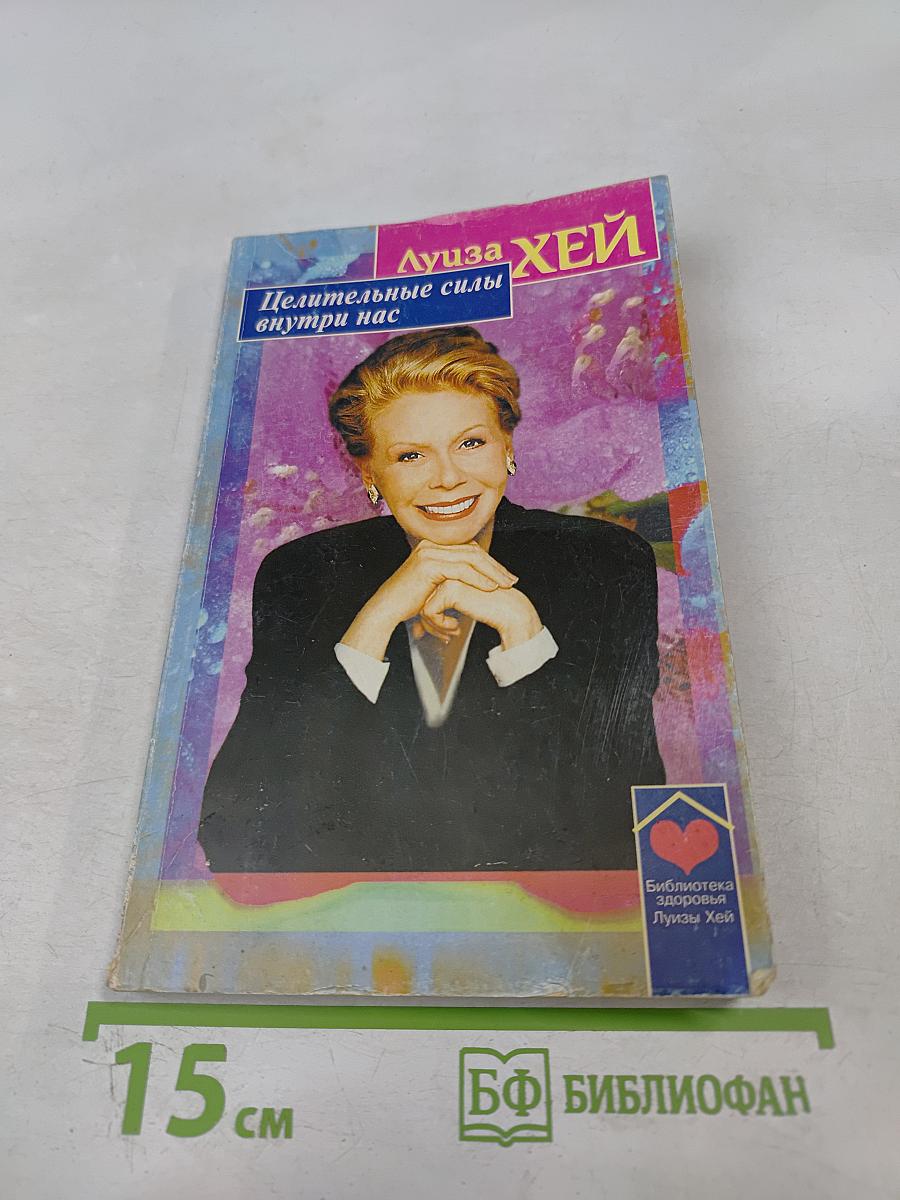 Луиза ХЕЙ
Целительные силы
внутри нас
Библиотека
здоровья
Луизы Хей
15 см
БФ БИБЛИОФАН